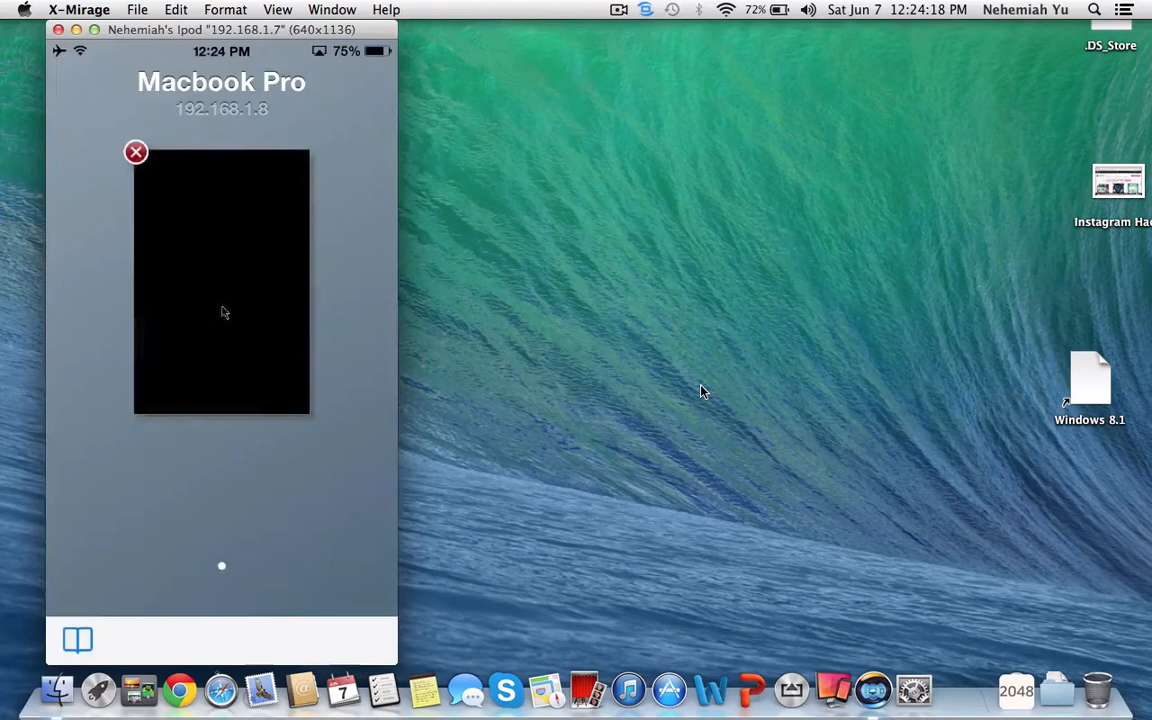 X-Mirage File Edit Format View Window Help 72% Sat Jun 7 12:24:18 PM Nehemiah Yu
Nehemiah's Ipod "192.168.1.7" (640x1136)
12:24 PM 75%
Macbook Pro
192.168.1.8
.DS_Store
Instagram Hac
Windows 8.1
7
2048